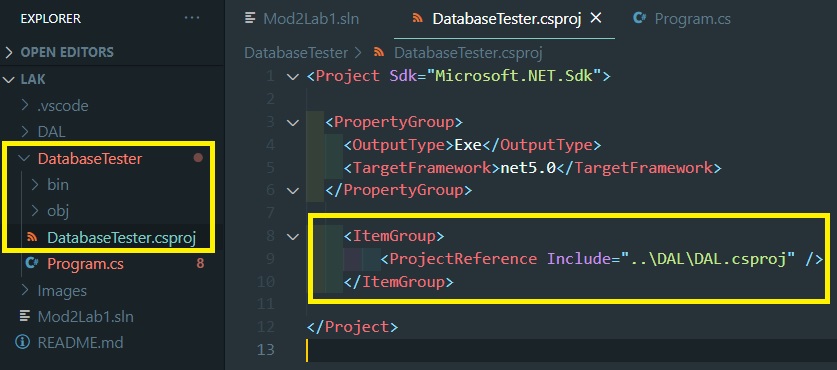 EXPLORER
OPEN EDITORS
LAK
.vscode
DAL
DatabaseTester
bin
obj
DatabaseTester.csproj
Program.cs 8
Images
Mod2Lab1.sln
README.md
Mod2Lab1.sln DatabaseTester.csproj Program.cs
DatabaseTester > DatabaseTester.csproj
1 <Project Sdk="Microsoft.NET.Sdk">
2
3 <PropertyGroup>
4 <OutputType>Exe</OutputType>
5 <TargetFramework>net5.0</TargetFramework>
6 </PropertyGroup>
7
8 <ItemGroup>
9 <ProjectReference Include="..\DAL\DAL.csproj" />
10 </ItemGroup>
11
12 </Project>
13